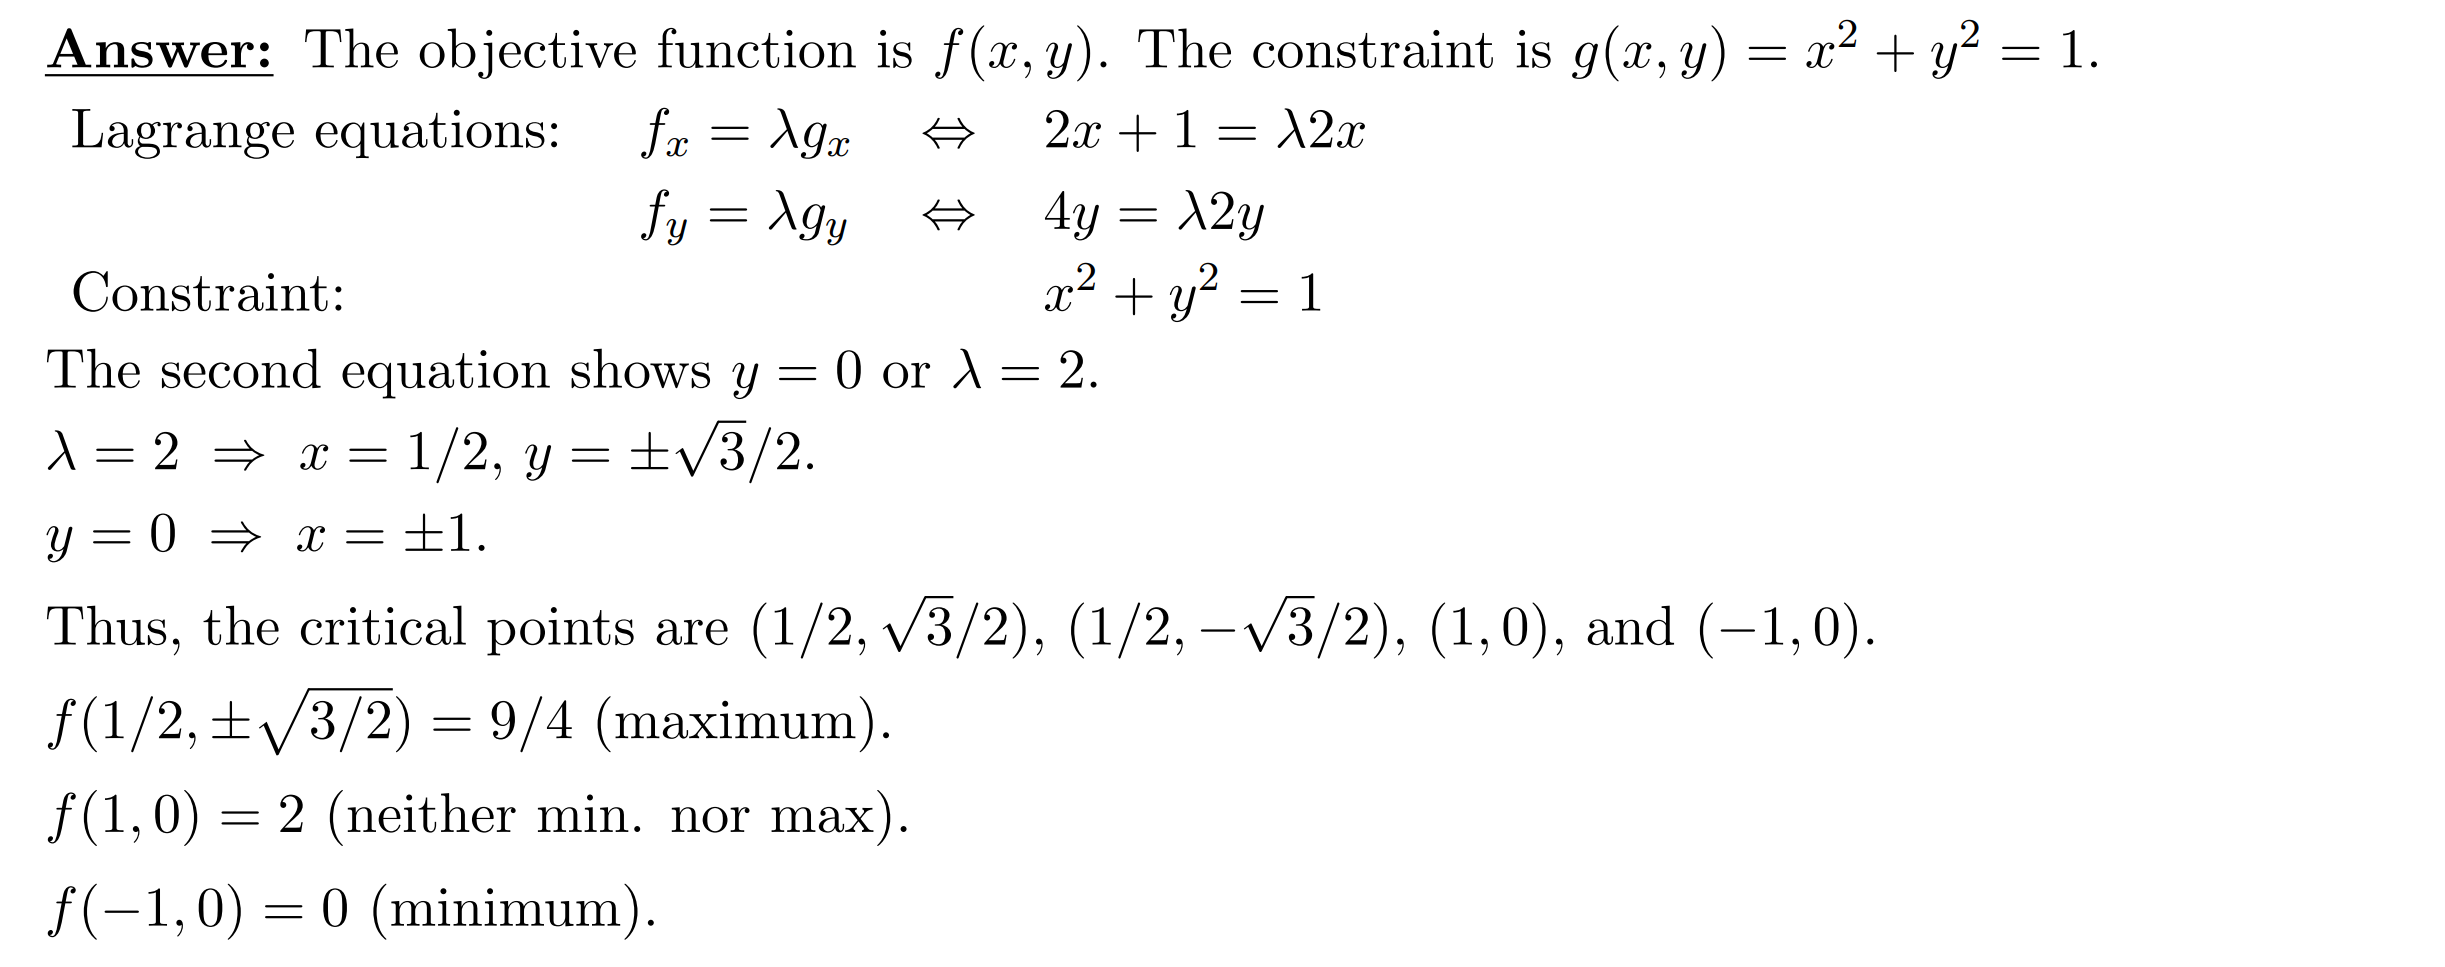 Answer: The objective function is f(x, y). The constraint is g(x, y) = x² + y² = 1.
Lagrange equations: fₓ = λgₓ ⇔ 2x + 1 = λ2x
f_y = λg_y ⇔ 4y = λ2y
Constraint: x² + y² = 1
The second equation shows y = 0 or λ = 2.
λ = 2 ⇒ x = 1/2, y = ±√3/2.
y = 0 ⇒ x = ±1.
Thus, the critical points are (1/2, √3/2), (1/2, −√3/2), (1, 0), and (−1, 0).
f(1/2, ±√(3/2)) = 9/4 (maximum).
f(1, 0) = 2 (neither min. nor max).
f(−1, 0) = 0 (minimum).